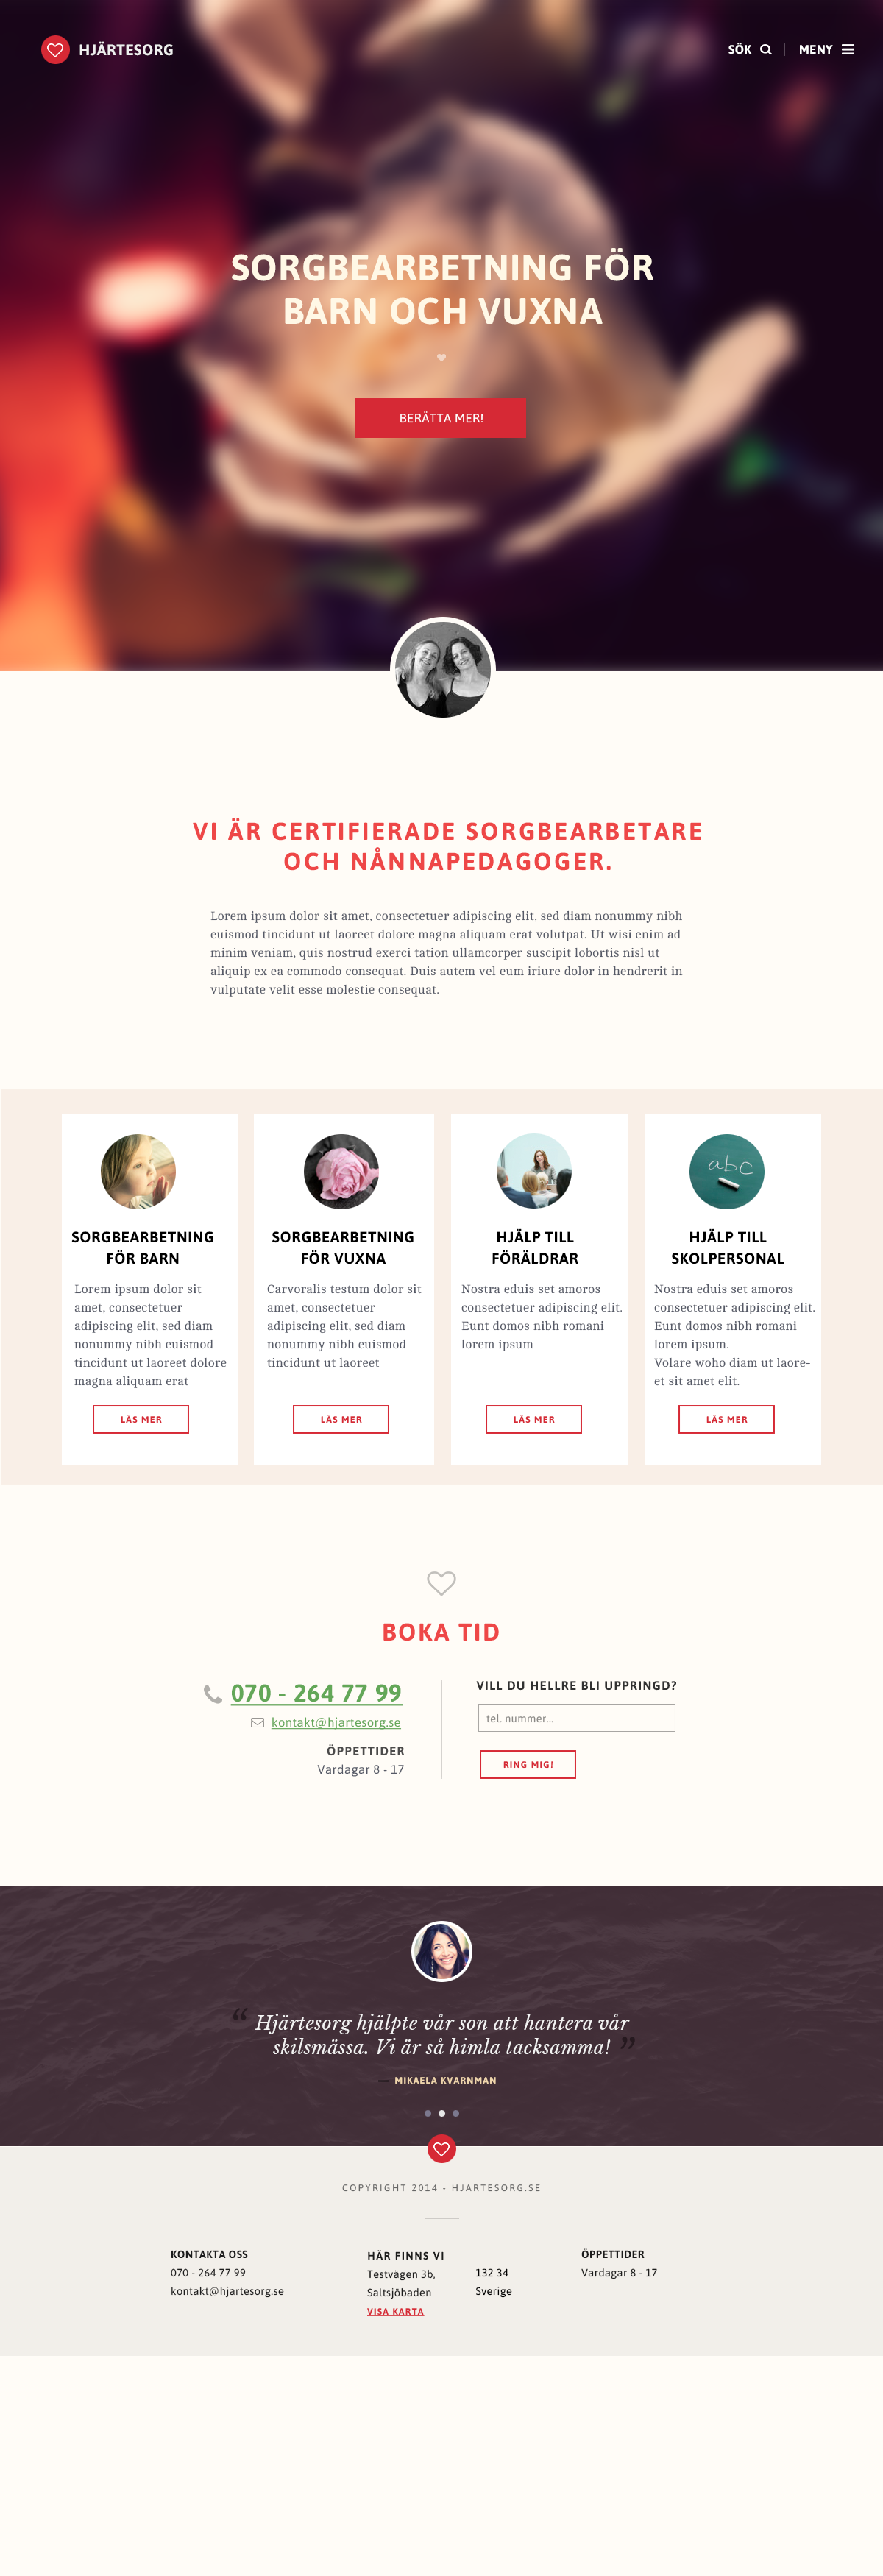 HJÄRTESORG
SÖK
MENY
SORGBEARBETNING FÖR
BARN OCH VUXNA
BERÄTTA MER!
VI ÄR CERTIFIERADE SORGBEARBETARE
OCH NÅNNAPEDAGOGER.
Lorem ipsum dolor sit amet, consectetuer adipiscing elit, sed diam nonummy nibh
euismod tincidunt ut laoreet dolore magna aliquam erat volutpat. Ut wisi enim ad
minim veniam, quis nostrud exerci tation ullamcorper suscipit lobortis nisl ut
aliquip ex ea commodo consequat. Duis autem vel eum iriure dolor in hendrerit in
vulputate velit esse molestie consequat.
SORGBEARBETNING
FÖR BARN
Lorem ipsum dolor sit
amet, consectetuer
adipiscing elit, sed diam
nonummy nibh euismod
tincidunt ut laoreet dolore
magna aliquam erat
LÄS MER
SORGBEARBETNING
FÖR VUXNA
Carvoralis testum dolor sit
amet, consectetuer
adipiscing elit, sed diam
nonummy nibh euismod
tincidunt ut laoreet
LÄS MER
HJÄLP TILL
FÖRÄLDRAR
Nostra eduis set amoros
consectetuer adipiscing elit.
Eunt domos nibh romani
lorem ipsum
LÄS MER
abc
HJÄLP TILL
SKOLPERSONAL
Nostra eduis set amoros
consectetuer adipiscing elit.
Eunt domos nibh romani
lorem ipsum.
Volare woho diam ut laore-
et sit amet elit.
LÄS MER
BOKA TID
070 - 264 77 99
kontakt@hjartesorg.se
ÖPPETTIDER
Vardagar 8 - 17
VILL DU HELLRE BLI UPPRINGD?
tel. nummer...
RING MIG!
“ Hjärtesorg hjälpte vår son att hantera vår
skilsmässa. Vi är så himla tacksamma! ”
— MIKAELA KVARNMAN
COPYRIGHT 2014 - HJARTESORG.SE
KONTAKTA OSS
070 - 264 77 99
kontakt@hjartesorg.se
HÄR FINNS VI
Testvägen 3b,
Saltsjöbaden
VISA KARTA
132 34
Sverige
ÖPPETTIDER
Vardagar 8 - 17